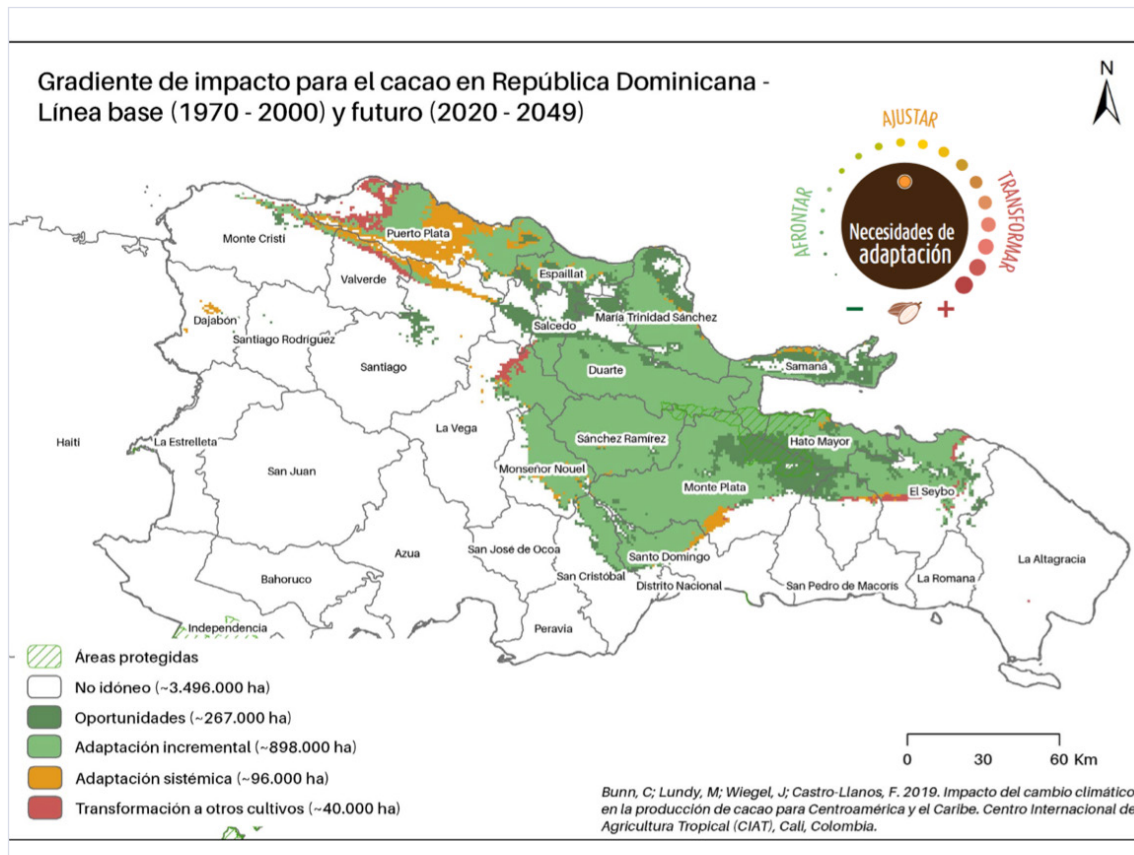 Gradiente de impacto para el cacao en República Dominicana -
Línea base (1970 - 2000) y futuro (2020 - 2049)
N
AJUSTAR
AFRONTAR
TRANSFORMAR
Necesidades de
adaptación
Puerto Plata
Monte Cristi
Espaillat
Valverde
María Trinidad Sánchez
Dajabón
Salcedo
Santiago Rodríguez
Santiago
Duarte
Samaná
La Vega
Haití
La Estrelleta
Sánchez Ramírez
Hato Mayor
San Juan
Monseñor Nouel
Monte Plata
El Seybo
Azua
San José de Ocoa
Santo Domingo
La Altagracia
Bahoruco
San Cristóbal
Distrito Nacional
San Pedro de Macoris
La Romana
Independencia
Peravia
Áreas protegidas
No idóneo (~3.496.000 ha)
Oportunidades (~267.000 ha)
Adaptación incremental (~898.000 ha)
Adaptación sistémica (~96.000 ha)
Transformación a otros cultivos (~40.000 ha)
0 30 60 Km
Bunn, C; Lundy, M; Wiegel, J; Castro-Llanos, F. 2019. Impacto del cambio climático
en la producción de cacao para Centroamérica y el Caribe. Centro Internacional de
Agricultura Tropical (CIAT), Cali, Colombia.